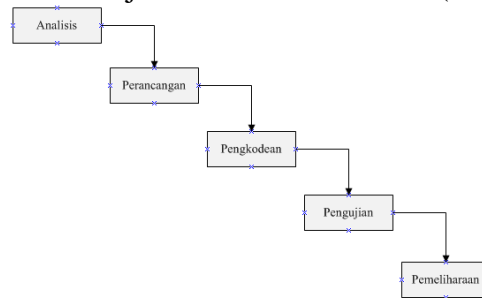 Analisis
Perancangan
Pengkodean
Pengujian
Pemeliharaan